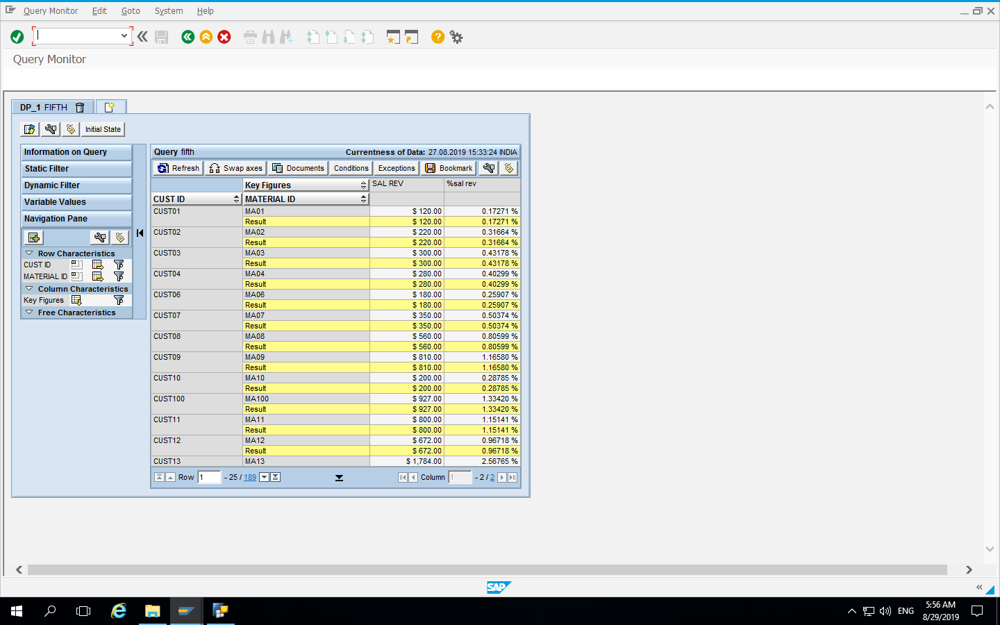 Query Monitor Edit Goto System Help
Query Monitor
DP_1 FIFTH
Initial State
Information on Query
Static Filter
Dynamic Filter
Variable Values
Navigation Pane
Row Characteristics
CUST ID
MATERIAL ID
Column Characteristics
Key Figures
Free Characteristics
Query fifth Currentness of Data: 27.08.2019 15:33:24 INDIA
Refresh Swap axes Documents Conditions Exceptions Bookmark
Key Figures SAL REV %sal rev
CUST ID MATERIAL ID
CUST01 MA01 $ 120.00 0.17271 %
Result $ 120.00 0.17271 %
CUST02 MA02 $ 220.00 0.31664 %
Result $ 220.00 0.31664 %
CUST03 MA03 $ 300.00 0.43178 %
Result $ 300.00 0.43178 %
CUST04 MA04 $ 280.00 0.40299 %
Result $ 280.00 0.40299 %
CUST06 MA06 $ 180.00 0.25907 %
Result $ 180.00 0.25907 %
CUST07 MA07 $ 350.00 0.50374 %
Result $ 350.00 0.50374 %
CUST08 MA08 $ 560.00 0.80599 %
Result $ 560.00 0.80599 %
CUST09 MA09 $ 810.00 1.16580 %
Result $ 810.00 1.16580 %
CUST10 MA10 $ 200.00 0.28785 %
Result $ 200.00 0.28785 %
CUST100 MA100 $ 927.00 1.33420 %
Result $ 927.00 1.33420 %
CUST11 MA11 $ 800.00 1.15141 %
Result $ 800.00 1.15141 %
CUST12 MA12 $ 672.00 0.96718 %
Result $ 672.00 0.96718 %
CUST13 MA13 $ 1,784.00 2.56765 %
Row 1 - 25 / 189 Column 1 - 2 / 2
SAP
ENG
5:56 AM
8/29/2019